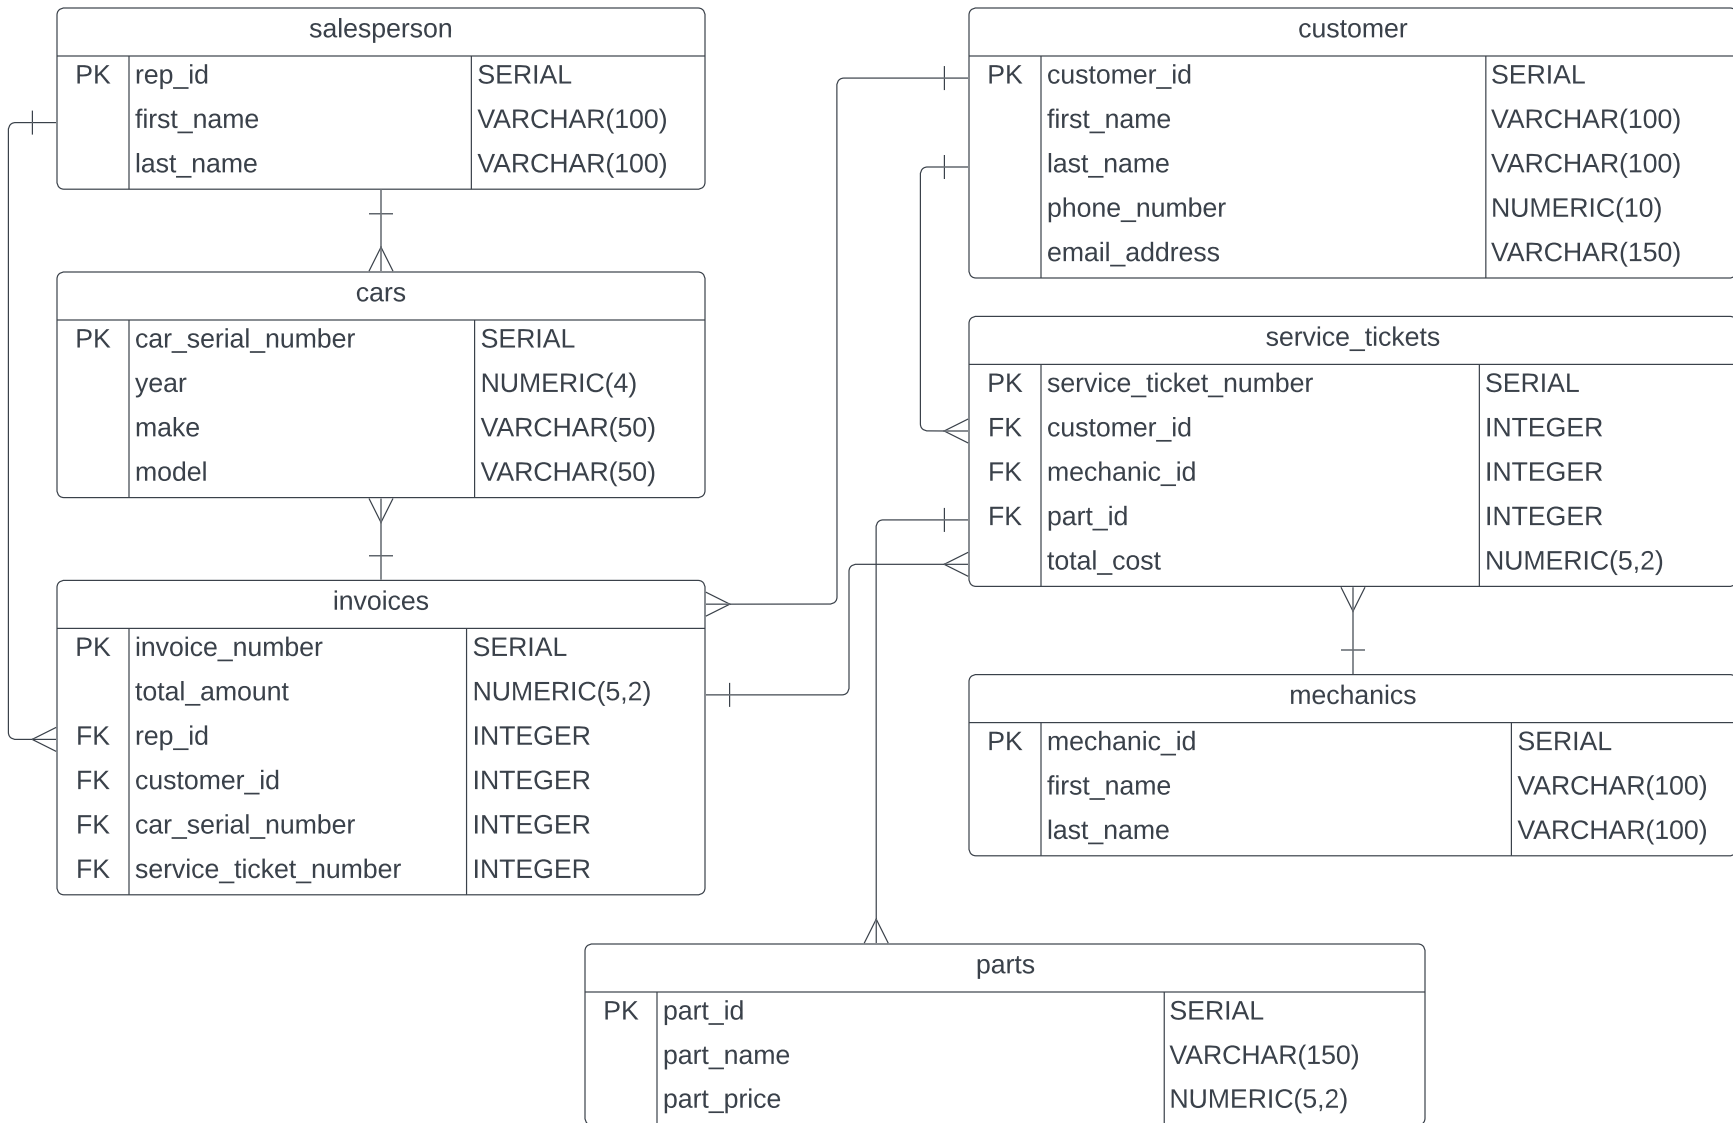 salesperson
PK rep_id SERIAL
first_name VARCHAR(100)
last_name VARCHAR(100)
customer
PK customer_id SERIAL
first_name VARCHAR(100)
last_name VARCHAR(100)
phone_number NUMERIC(10)
email_address VARCHAR(150)
cars
PK car_serial_number SERIAL
year NUMERIC(4)
make VARCHAR(50)
model VARCHAR(50)
service_tickets
PK service_ticket_number SERIAL
FK customer_id INTEGER
FK mechanic_id INTEGER
FK part_id INTEGER
total_cost NUMERIC(5,2)
invoices
PK invoice_number SERIAL
total_amount NUMERIC(5,2)
FK rep_id INTEGER
FK customer_id INTEGER
FK car_serial_number INTEGER
FK service_ticket_number INTEGER
mechanics
PK mechanic_id SERIAL
first_name VARCHAR(100)
last_name VARCHAR(100)
parts
PK part_id SERIAL
part_name VARCHAR(150)
part_price NUMERIC(5,2)